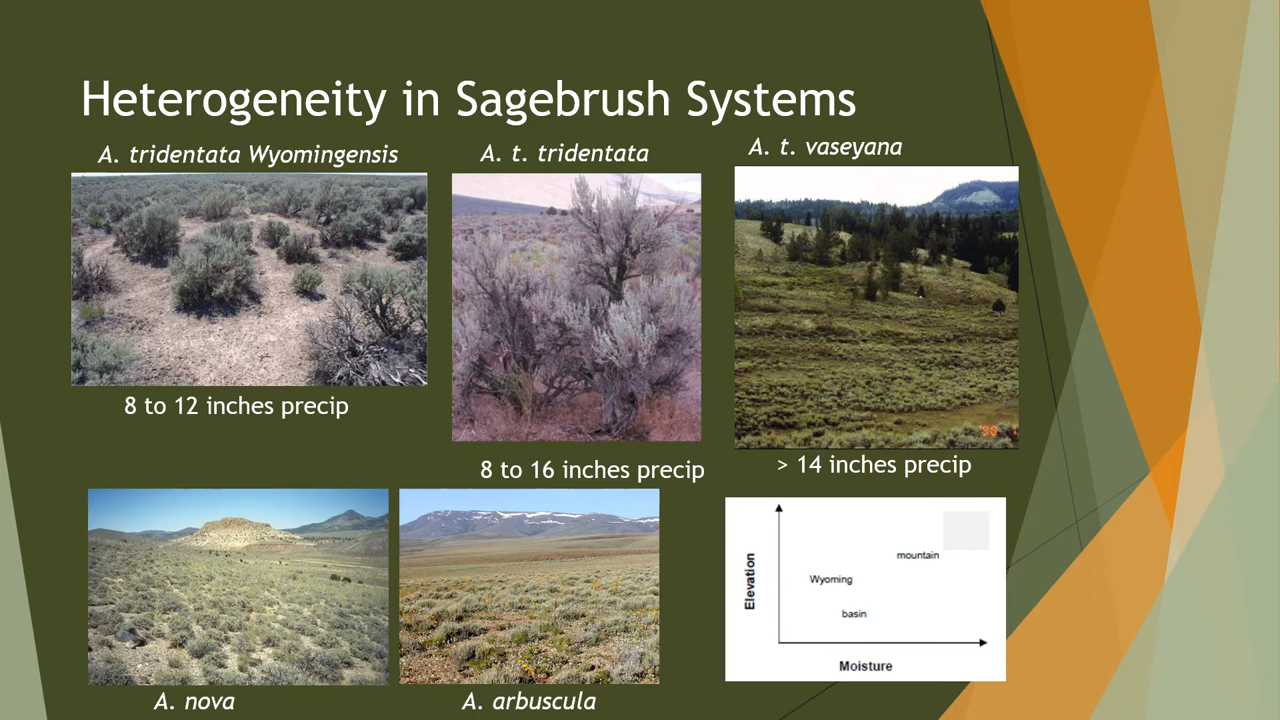 Heterogeneity in Sagebrush Systems
A. tridentata Wyomingensis
A. t. tridentata
A. t. vaseyana
8 to 12 inches precip
8 to 16 inches precip
> 14 inches precip
Elevation
mountain
Wyoming
basin
Moisture
A. nova
A. arbuscula